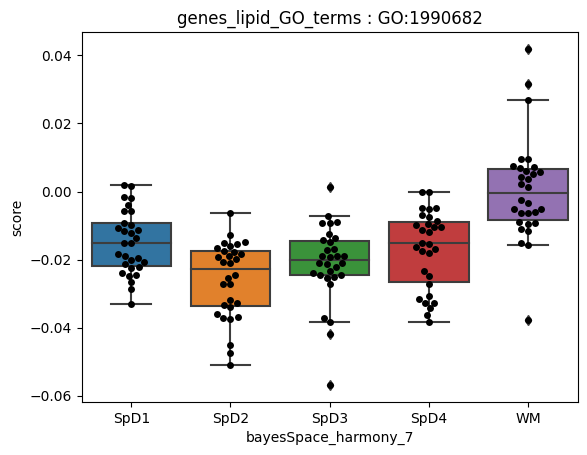 genes_lipid_GO_terms : GO:1990682
score
0.04
0.02
0.00
−0.02
−0.04
−0.06
SpD1 SpD2 SpD3 SpD4 WM
bayesSpace_harmony_7